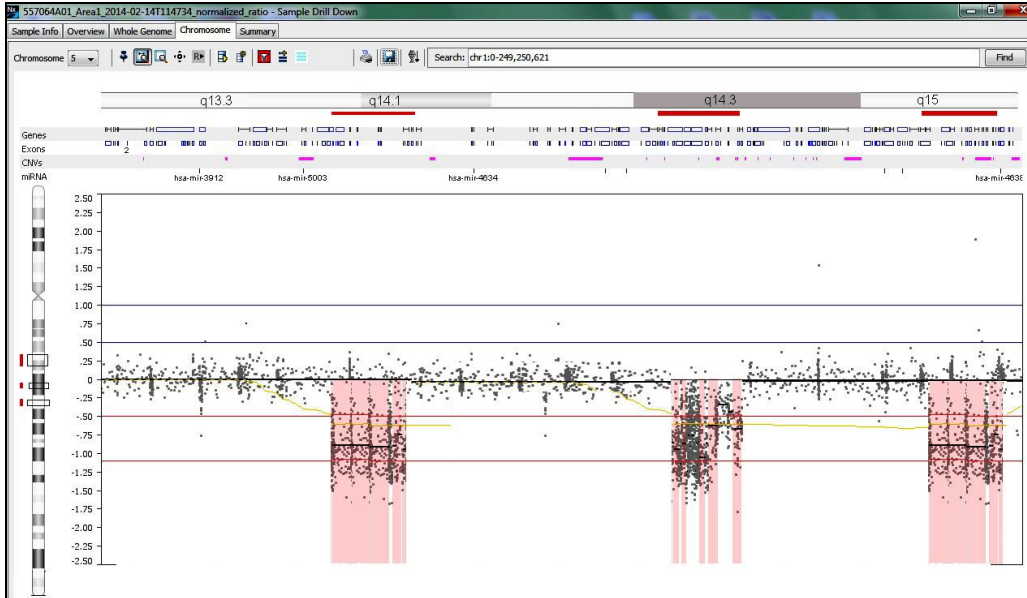 557064A01_Area1_2014-02-14T114734_normalized_ratio - Sample Drill Down
Sample Info Overview Whole Genome Chromosome Summary
Chromosome 5 Search: chr1:0-249,250,621 Find
q13.3 q14.1 q14.3 q15
Genes
Exons 2
CNVs
miRNA hsa-mir-3912 hsa-mir-5003 hsa-mir-4634 hsa-mir-4638
2.50
2.25
2.00
1.75
1.50
1.25
1.00
.75
.50
.25
0
-.25
-.50
-.75
-1.00
-1.25
-1.50
-1.75
-2.00
-2.25
-2.50